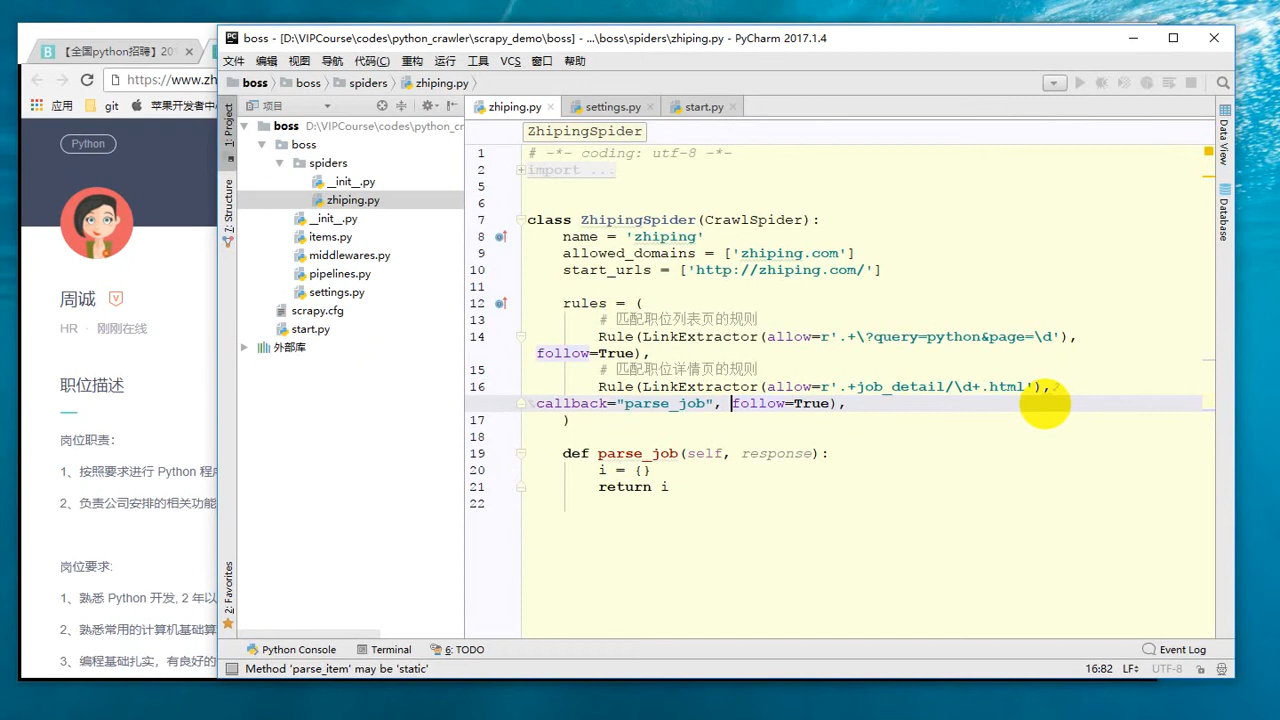 【全国python招聘】20
https://www.zh
应用
git
苹果开发者中
Python
周诚
HR · 刚刚在线
职位描述
岗位职责：
1、按照要求进行 Python 程
2、负责公司安排的相关功能
岗位要求:
1、熟悉 Python 开发, 2 年以
2、熟悉常用的计算机基础算
3、编程基础扎实，有良好的
boss - [D:\VIPCourse\codes\python_crawler\scrapy_demo\boss] - ...\boss\spiders\zhiping.py - PyCharm 2017.1.4
文件 编辑 视图 导航 代码(C) 重构 运行 工具 VCS 窗口 帮助
boss boss spiders zhiping.py
1: Project
7: Structure
2: Favorites
项目
boss D:\VIPCourse\codes\python_cr
boss
spiders
__init__.py
zhiping.py
__init__.py
items.py
middlewares.py
pipelines.py
settings.py
scrapy.cfg
start.py
外部库
zhiping.py settings.py start.py
ZhipingSpider
1 # -*- coding: utf-8 -*-
2 import ...
5
6
7 class ZhipingSpider(CrawlSpider):
8 name = 'zhiping'
9 allowed_domains = ['zhiping.com']
10 start_urls = ['http://zhiping.com/']
11
12 rules = (
13 # 匹配职位列表页的规则
14 Rule(LinkExtractor(allow=r'.+\?query=python&page=\d'),
follow=True),
15 # 匹配职位详情页的规则
16 Rule(LinkExtractor(allow=r'.+job_detail/\d+.html'),
callback="parse_job", follow=True),
17 )
18
19 def parse_job(self, response):
20 i = {}
21 return i
22
Data View
Database
Python Console Terminal 6: TODO Event Log
Method 'parse_item' may be 'static' 16:82 LF÷ UTF-8